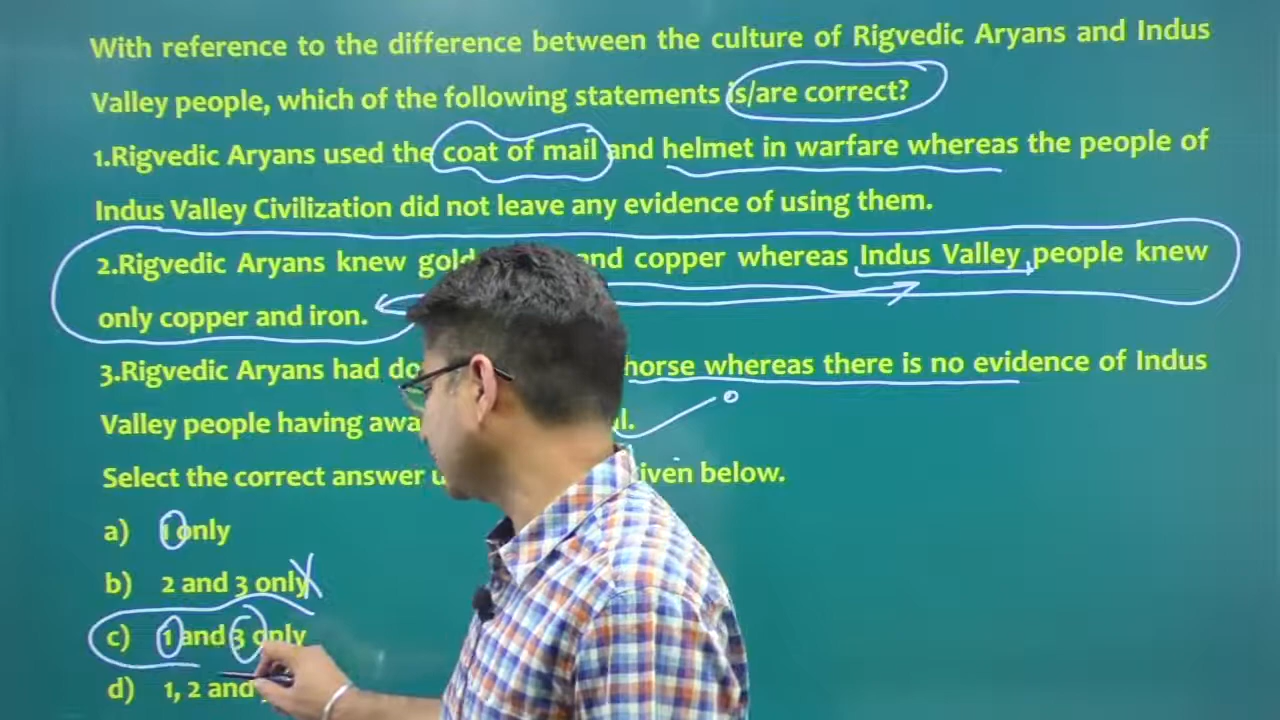 With reference to the difference between the culture of Rigvedic Aryans and Indus
Valley people, which of the following statements is/are correct?
1.Rigvedic Aryans used the coat of mail and helmet in warfare whereas the people of
Indus Valley Civilization did not leave any evidence of using them.
2.Rigvedic Aryans knew gold and copper whereas Indus Valley people knew
only copper and iron.
3.Rigvedic Aryans had horse whereas there is no evidence of Indus
Valley people having
Select the correct answer given below.
a) 1 only
b) 2 and 3 only
c) 1 and 3 only
d) 1, 2 and